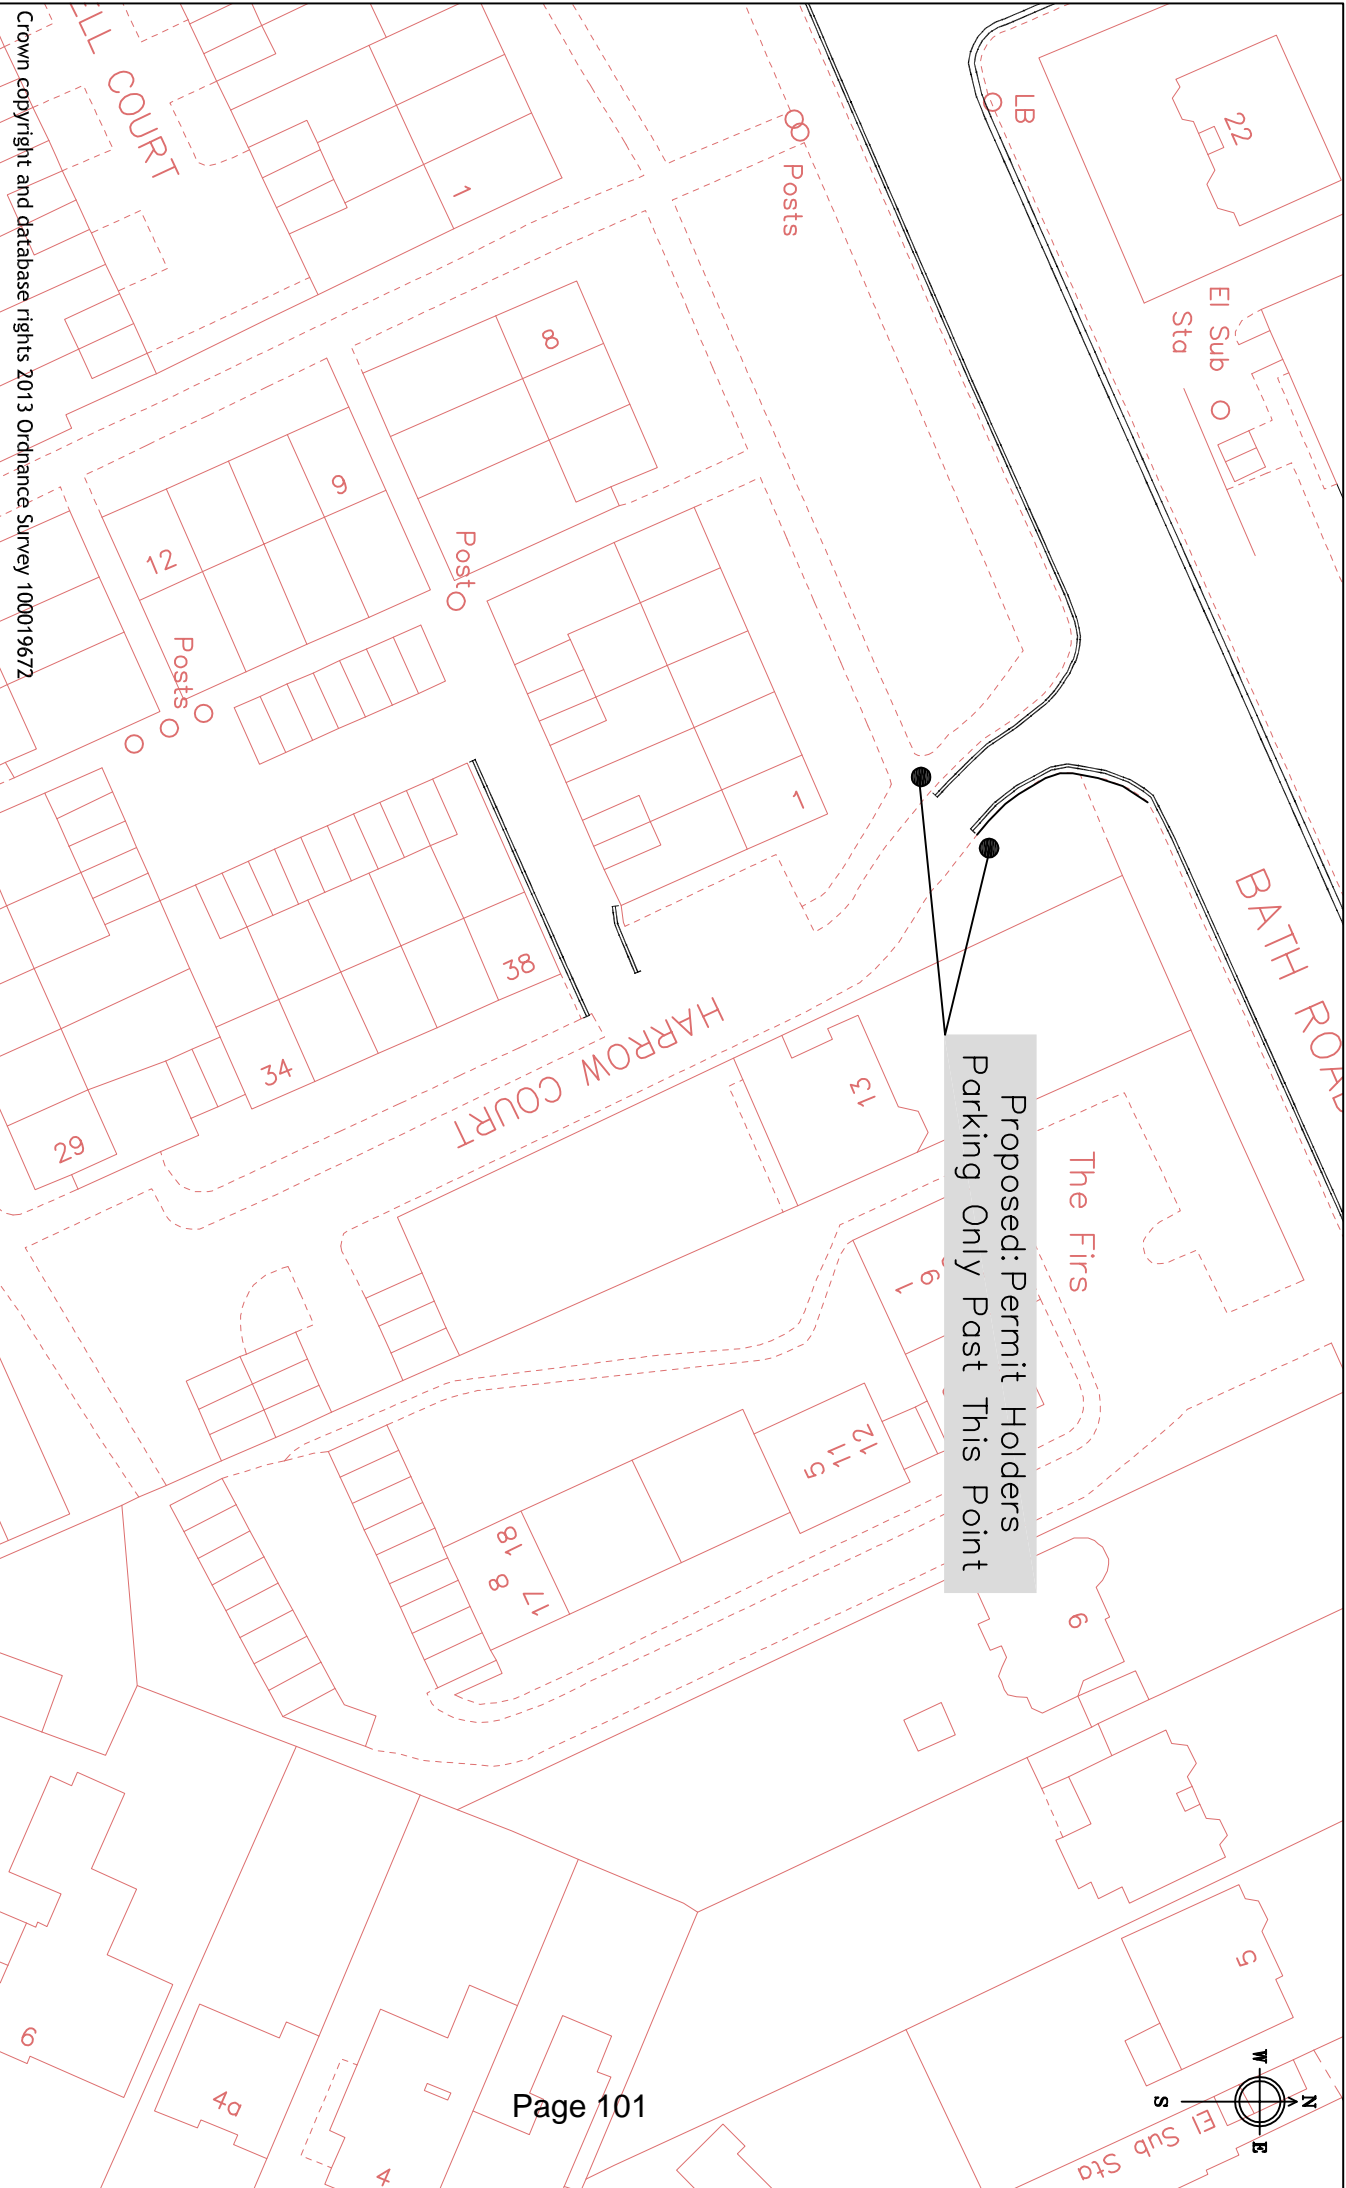 Crown copyright and database rights 2013 Ordnance Survey 100019672
ELL COURT
1
8
9
12
Post
Posts
Posts
LB
22
El Sub
Sta
1
38
34
29
HARROW COURT
BATH ROAD
13
The Firs
Proposed: Permit Holders
Parking Only Past This Point
1
9
12
11
5
18
8
17
9
5
6
4a
4
El Sub Sta
N
E
S
W
Page 101